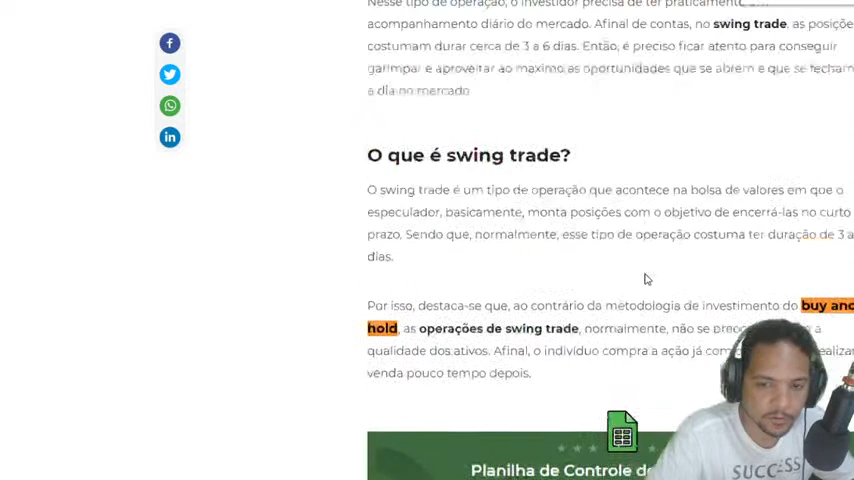 Nesse tipo de operação, o investidor precisa de ter praticamente um
acompanhamento diário do mercado. Afinal de contas, no swing trade, as posiçõe
costumam durar cerca de 3 a 6 dias. Então, é preciso ficar atento para conseguir
garimpar e aproveitar ao máximo as oportunidades que se abrem e que se fecham
a dia no mercado
O que é swing trade?
O swing trade é um tipo de operação que acontece na bolsa de valores em que o
especulador, basicamente, monta posições com o objetivo de encerrá-las no curto
prazo. Sendo que, normalmente, esse tipo de operação costuma ter duração de 3 a
dias.
Por isso, destaca-se que, ao contrário da metodologia de investimento do buy and
hold, as operações de swing trade, normalmente, não se a
qualidade dos ativos. Afinal, o indivíduo compra a ação já com
venda pouco tempo depois.
Planilha de Controle de
SUCCESS